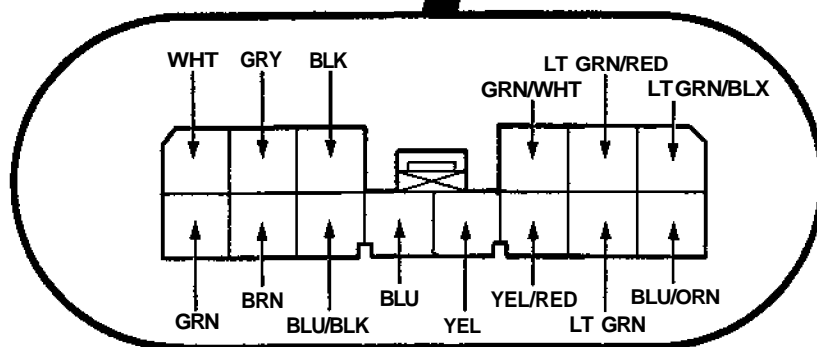 WHT GRY BLK LT GRN/RED
GRN/WHT LT GRN/BLX
GRN BRN BLU/BLK BLU YEL YEL/RED LT GRN BLU/ORN